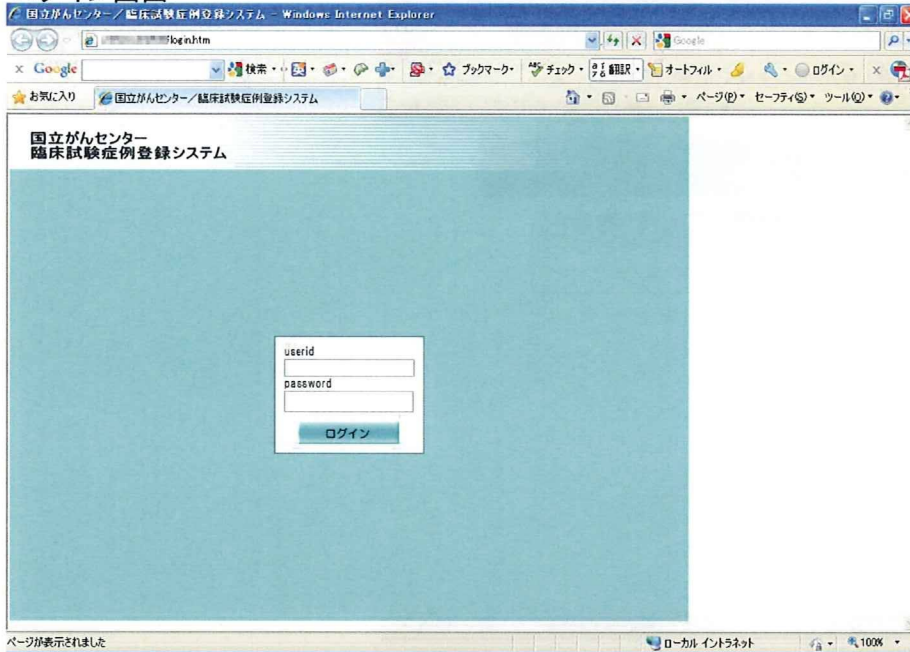 国立がんセンター／臨床試験症例登録システム - Windows Internet Explorer
login.htm
Google
Google
検索
ブックマーク
チェック
翻訳
オートフィル
ログイン
お気に入り
国立がんセンター／臨床試験症例登録システム
ページ(P)
セーフティ(S)
ツール(O)
国立がんセンター
臨床試験症例登録システム
userid
password
ログイン
ページが表示されました
ローカル イントラネット
100%